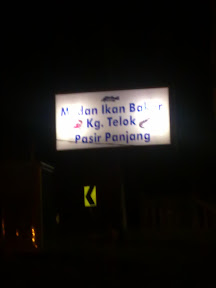 Medan Ikan Bakar
Kg. Telok
Pasir Panjang